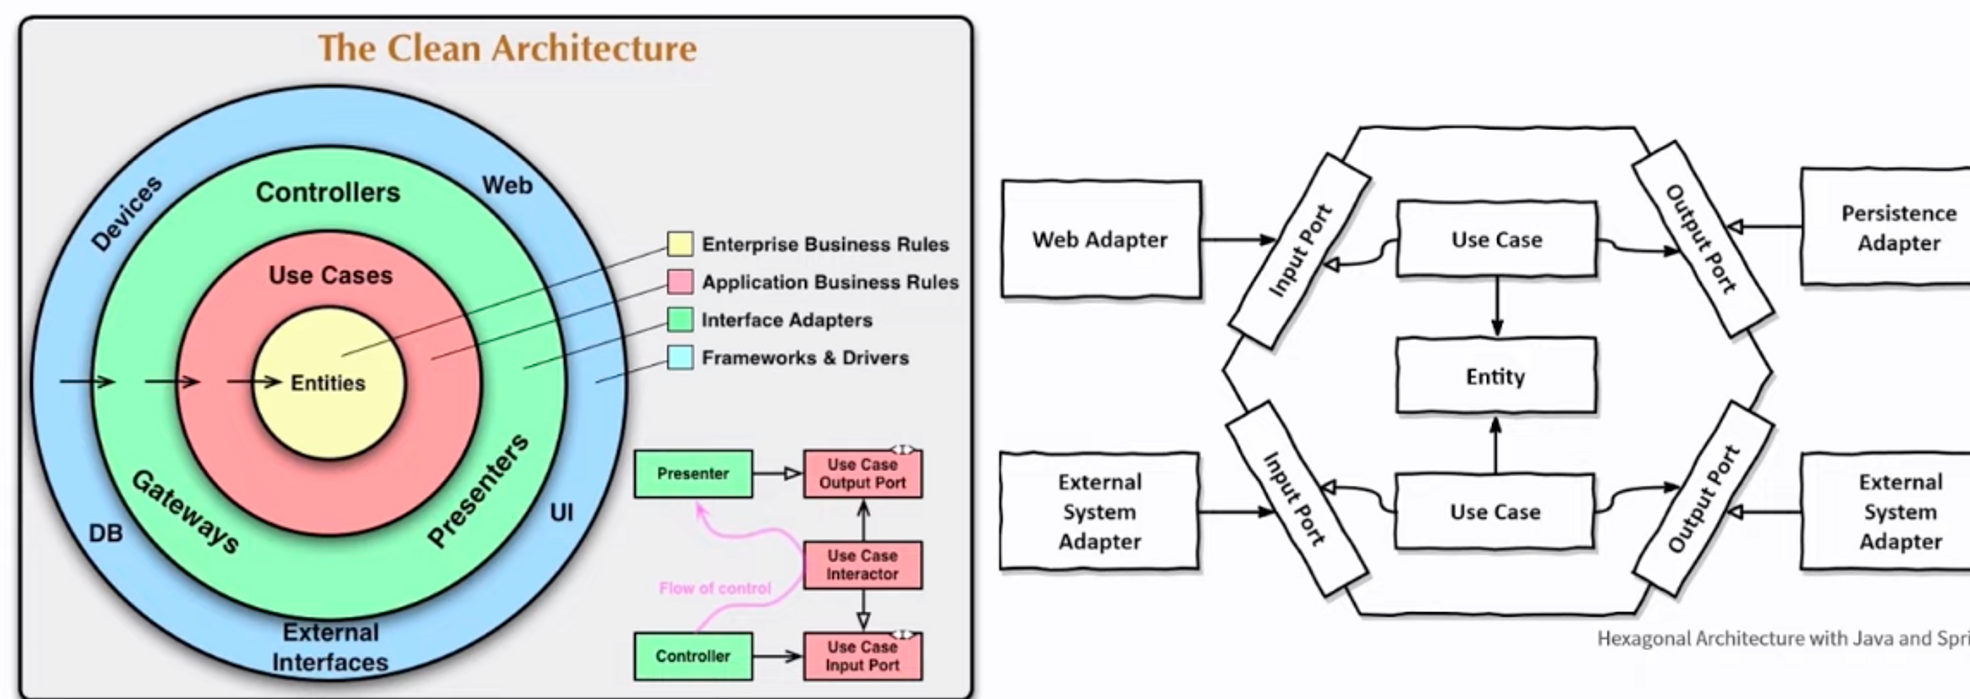 The Clean Architecture
Devices
Controllers
Web
Use Cases
Entities
Gateways
Presenters
DB
UI
External
Interfaces
Enterprise Business Rules
Application Business Rules
Interface Adapters
Frameworks & Drivers
Presenter
Use Case
Output Port
Use Case
Interactor
Flow of control
Controller
Use Case
Input Port
Web Adapter
Input Port
Use Case
Output Port
Persistence
Adapter
Entity
External
System
Adapter
Input Port
Use Case
Output Port
External
System
Adapter
Hexagonal Architecture with Java and Spri